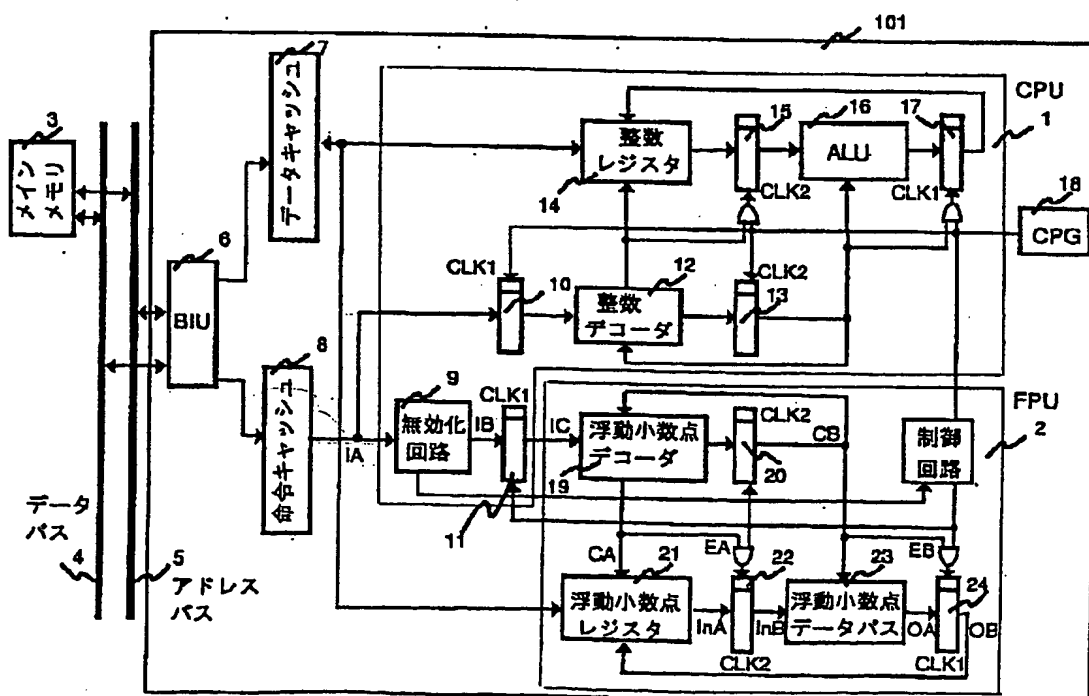 101
7
データキャッシュ
CPU
3
メイン
メモリ
15
16
17
1
整数
レジスタ
ALU
14
CLK2
CLK1
18
CPG
6
BIU
CLK1
10
12
整数
デコーダ
CLK2
13
8
命令キャッシュ
9
無効化
回路
IA
IB
CLK1
IC
浮動小数点
デコーダ
19
CLK2
20
CB
制御
回路
FPU
2
11
データ
バス
4
5
アドレス
バス
CA
21
浮動小数点
レジスタ
EA
22
InA
InB
CLK2
23
浮動小数点
データパス
EB
24
OA
OB
CLK1